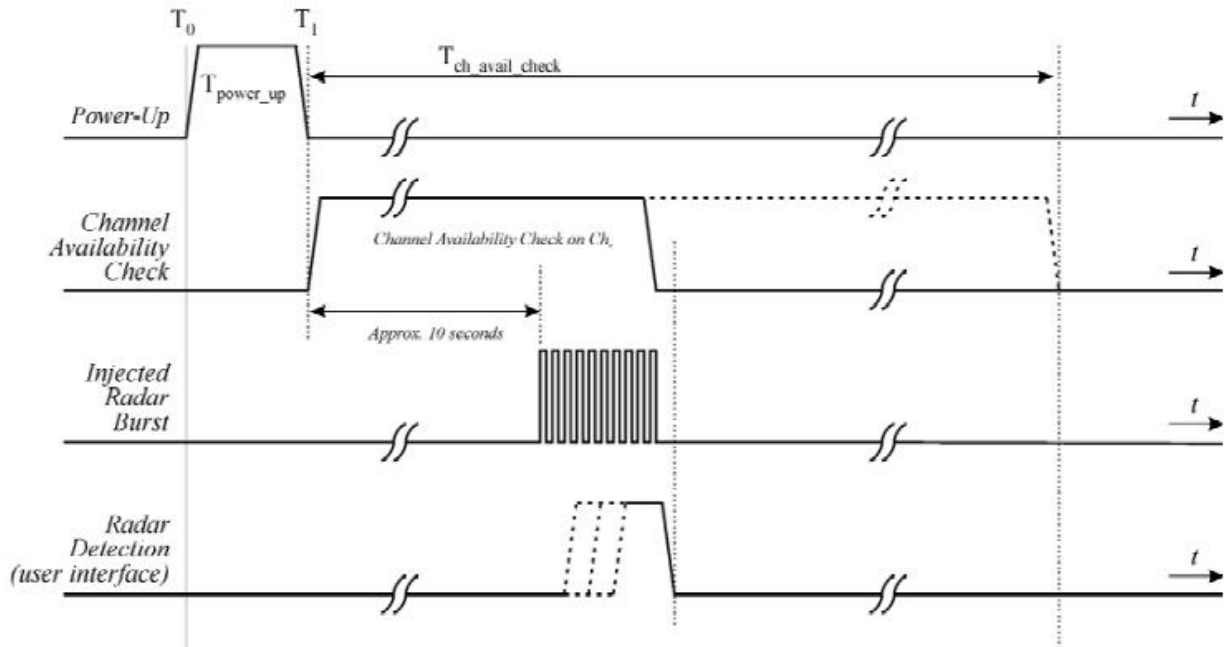 T0 T1
Tch_avail_check
Tpower_up
Power-Up
t
Channel
Availability
Check
Channel Availability Check on Chr
t
Approx. 10 seconds
Injected
Radar
Burst
t
Radar
Detection
(user interface)
t